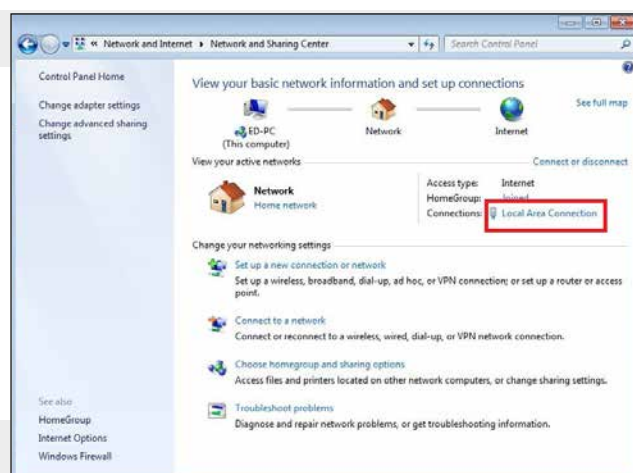 Network and Internet
Network and Sharing Center
Search Control Panel
Control Panel Home
Change adapter settings
Change advanced sharing
settings
See also
HomeGroup
Internet Options
Windows Firewall
View your basic network information and set up connections
See full map
ED-PC
(This computer)
Network
Internet
View your active networks
Connect or disconnect
Network
Home network
Access type: Internet
HomeGroup: Joined
Connections: Local Area Connection
Change your networking settings
Set up a new connection or network
Set up a wireless, broadband, dial-up, ad hoc, or VPN connection; or set up a router or access
point.
Connect to a network
Connect or reconnect to a wireless, wired, dial-up, or VPN network connection.
Choose homegroup and sharing options
Access files and printers located on other network computers, or change sharing settings.
Troubleshoot problems
Diagnose and repair network problems, or get troubleshooting information.